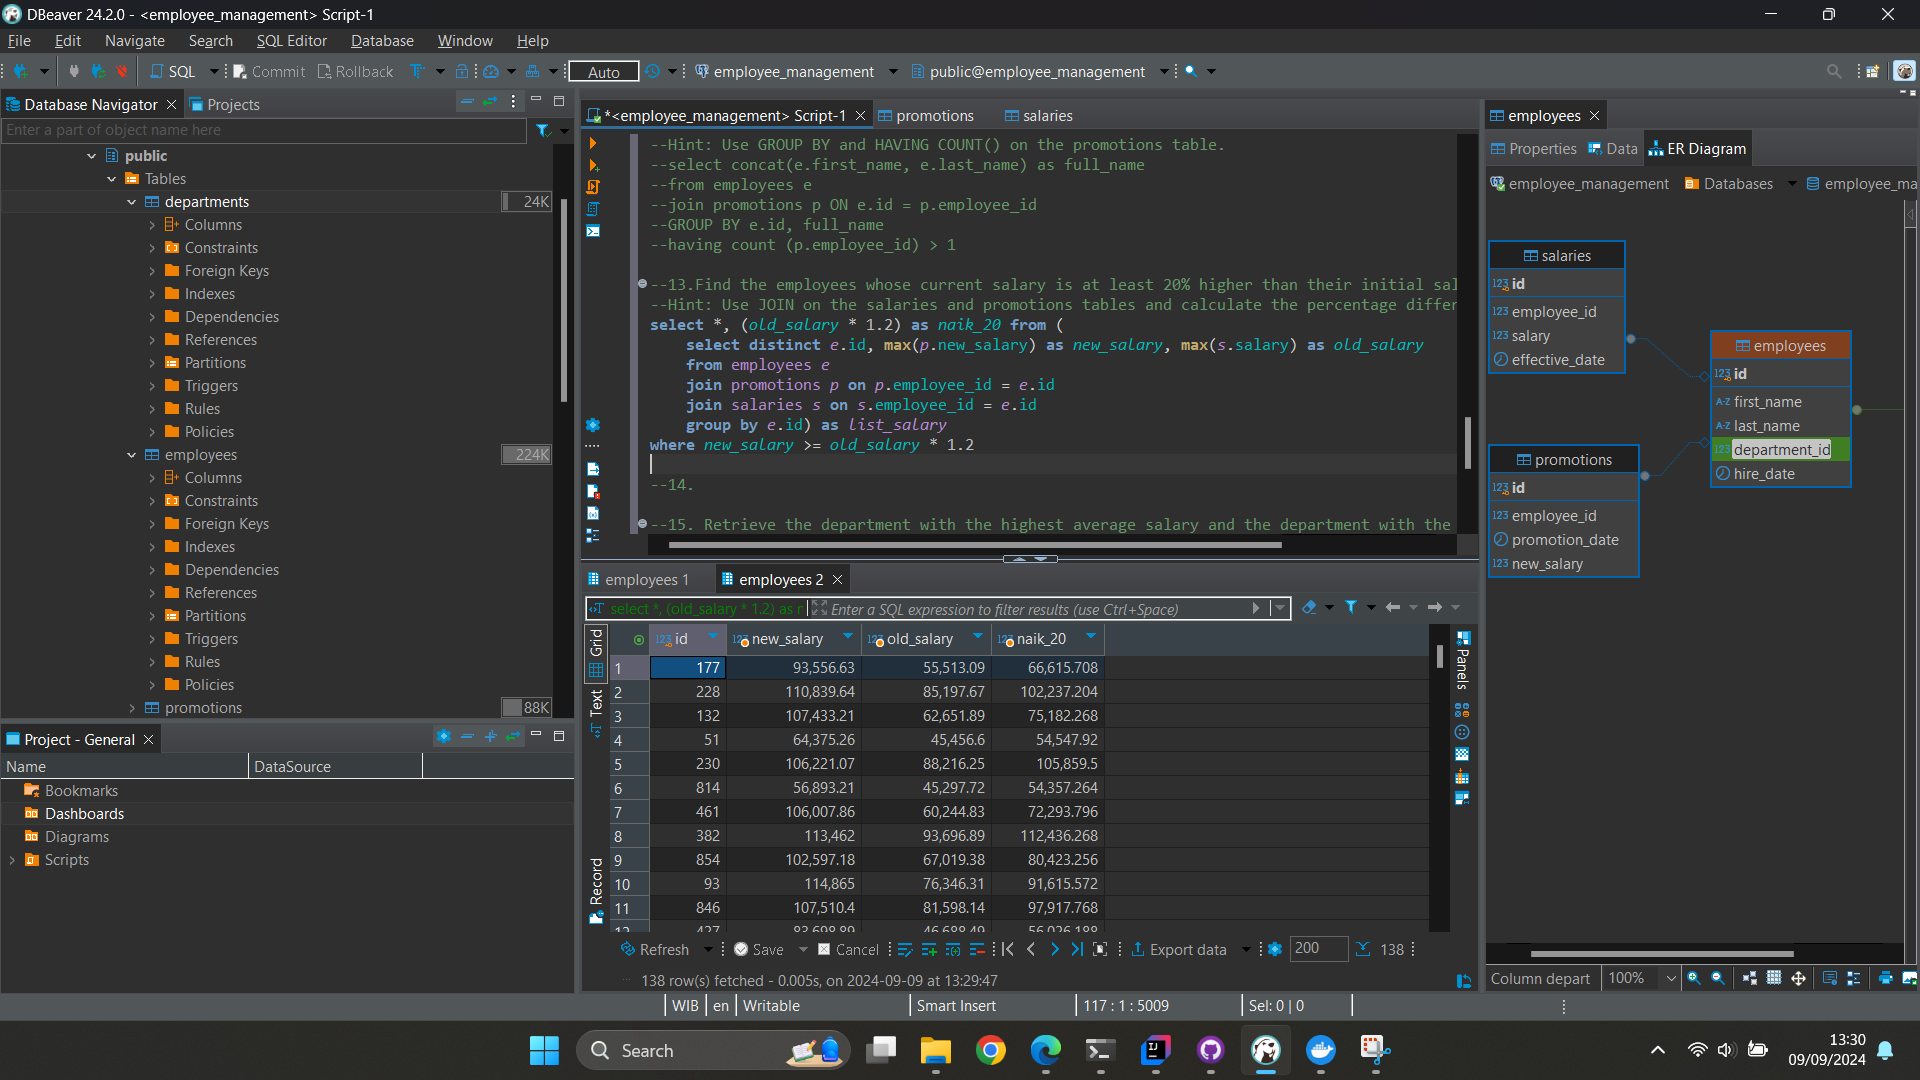 DBeaver 24.2.0 - <employee_management> Script-1
File Edit Navigate Search SQL Editor Database Window Help
SQL Commit Rollback Auto employee_management public@employee_management
Database Navigator Projects
Enter a part of object name here
public
Tables
departments 24K
Columns
Constraints
Foreign Keys
Indexes
Dependencies
References
Partitions
Triggers
Rules
Policies
employees 224K
Columns
Constraints
Foreign Keys
Indexes
Dependencies
References
Partitions
Triggers
Rules
Policies
promotions 88K
Project - General
Name DataSource
Bookmarks
Dashboards
Diagrams
Scripts
*<employee_management> Script-1 promotions salaries
--Hint: Use GROUP BY and HAVING COUNT() on the promotions table.
--select concat(e.first_name, e.last_name) as full_name
--from employees e
--join promotions p ON e.id = p.employee_id
--GROUP BY e.id, full_name
--having count (p.employee_id) > 1
--13.Find the employees whose current salary is at least 20% higher than their initial sal
--Hint: Use JOIN on the salaries and promotions tables and calculate the percentage differ
select *, (old_salary * 1.2) as naik_20 from (
select distinct e.id, max(p.new_salary) as new_salary, max(s.salary) as old_salary
from employees e
join promotions p on p.employee_id = e.id
join salaries s on s.employee_id = e.id
group by e.id) as list_salary
where new_salary >= old_salary * 1.2
--14.
--15. Retrieve the department with the highest average salary and the department with the
employees 1 employees 2
select *, (old_salary * 1.2) as n Enter a SQL expression to filter results (use Ctrl+Space)
Grid
Text
Record
id new_salary old_salary naik_20
1 177 93,556.63 55,513.09 66,615.708
2 228 110,839.64 85,197.67 102,237.204
3 132 107,433.21 62,651.89 75,182.268
4 51 64,375.26 45,456.6 54,547.92
5 230 106,221.07 88,216.25 105,859.5
6 814 56,893.21 45,297.72 54,357.264
7 461 106,007.86 60,244.83 72,293.796
8 382 113,462 93,696.89 112,436.268
9 854 102,597.18 67,019.38 80,423.256
10 93 114,865 76,346.31 91,615.572
11 846 107,510.4 81,598.14 97,917.768
12 427 83,698.89 46,688.49 56,026.188
Panels
Refresh Save Cancel Export data 200 138
138 row(s) fetched - 0.005s, on 2024-09-09 at 13:29:47
employees
Properties Data ER Diagram
employee_management Databases employee_ma
salaries
123 id
123 employee_id
123 salary
effective_date
employees
123 id
A-Z first_name
A-Z last_name
123 department_id
hire_date
promotions
123 id
123 employee_id
promotion_date
123 new_salary
Column depart 100%
WIB en Writable Smart Insert 117 : 1 : 5009 Sel: 0 | 0
Search
13:30
09/09/2024